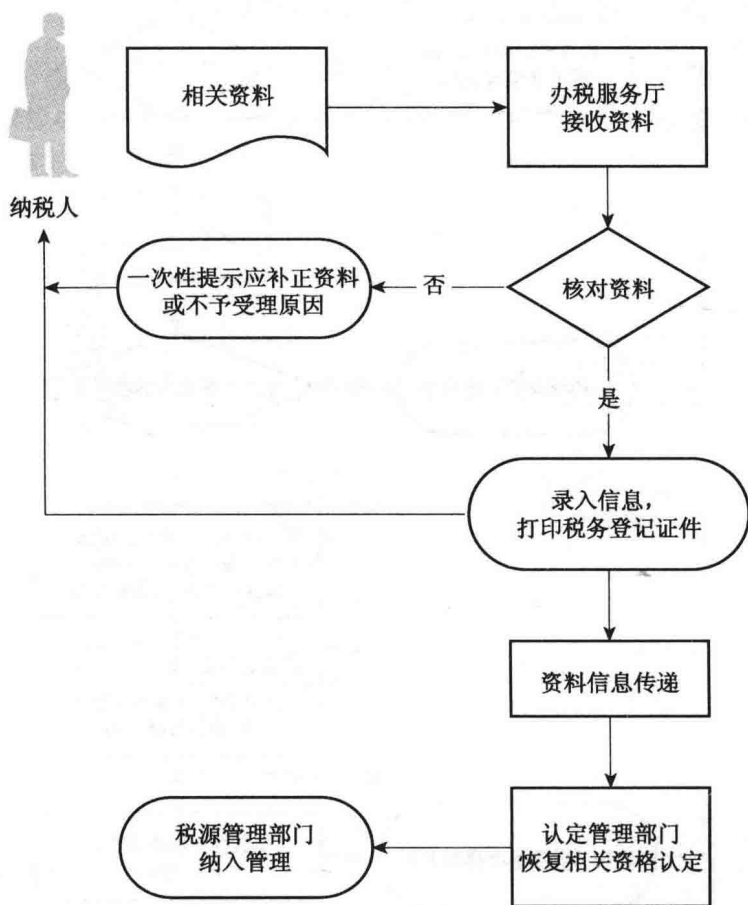 相关资料
办税服务厅
接收资料
纳税人
一次性提示应补正资料
或不予受理原因
否
核对资料
是
录入信息，
打印税务登记证件
资料信息传递
税源管理部门
纳入管理
认定管理部门
恢复相关资格认定